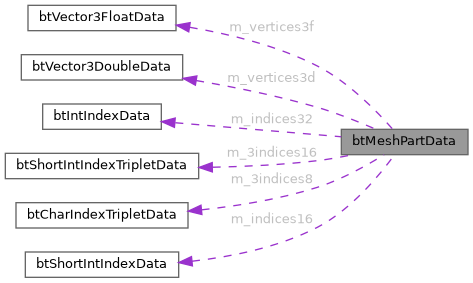 btVector3FloatData
m_vertices3f
btVector3DoubleData
m_vertices3d
btIntIndexData
m_indices32
btMeshPartData
btShortIntIndexTripletData
m_3indices16
m_3indices8
btCharIndexTripletData
m_indices16
btShortIntIndexData